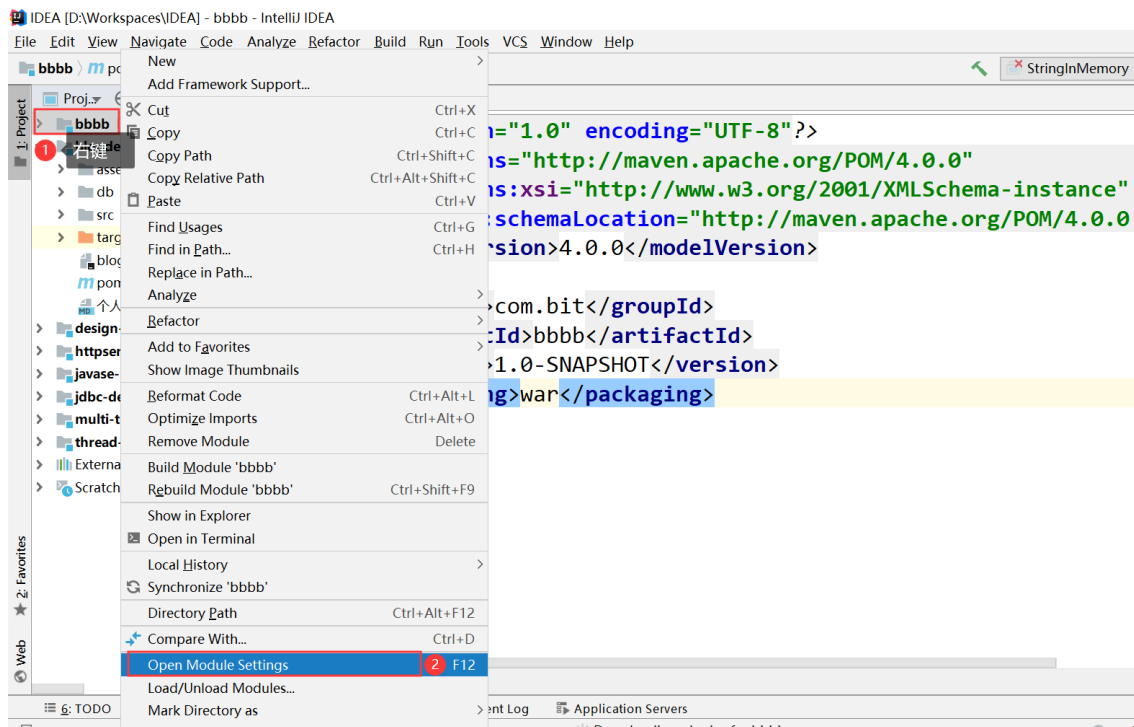 IDEA [D:\Workspaces\IDEA] - bbbb - IntelliJ IDEA
File Edit View Navigate Code Analyze Refactor Build Run Tools VCS Window Help
bbbb
StringInMemory
1: Project
Proj..
bbbb
1 右键
db
src
个人
design-
javase-
multi-t
thread-
Externa
Scratch
2: Favorites
Web
New
Add Framework Support...
Cut Ctrl+X
Copy Ctrl+C
Copy Path Ctrl+Shift+C
Copy Relative Path Ctrl+Alt+Shift+C
Paste Ctrl+V
Find Usages Ctrl+G
Find in Path... Ctrl+H
Replace in Path...
Analyze
Refactor
Add to Favorites
Show Image Thumbnails
Reformat Code Ctrl+Alt+L
Optimize Imports Ctrl+Alt+O
Remove Module Delete
Build Module 'bbbb'
Rebuild Module 'bbbb' Ctrl+Shift+F9
Show in Explorer
Open in Terminal
Local History
Synchronize 'bbbb'
Directory Path Ctrl+Alt+F12
Compare With... Ctrl+D
Open Module Settings 2 F12
Load/Unload Modules...
Mark Directory as
="1.0" encoding="UTF-8"?>
ns="http://maven.apache.org/POM/4.0.0"
ns:xsi="http://www.w3.org/2001/XMLSchema-instance"
:schemaLocation="http://maven.apache.org/POM/4.0.0
rsion>4.0.0</modelVersion>
>com.bit</groupId>
tId>bbbb</artifactId>
>1.0-SNAPSHOT</version>
ng>war</packaging>
6: TODO
ent Log
Application Servers